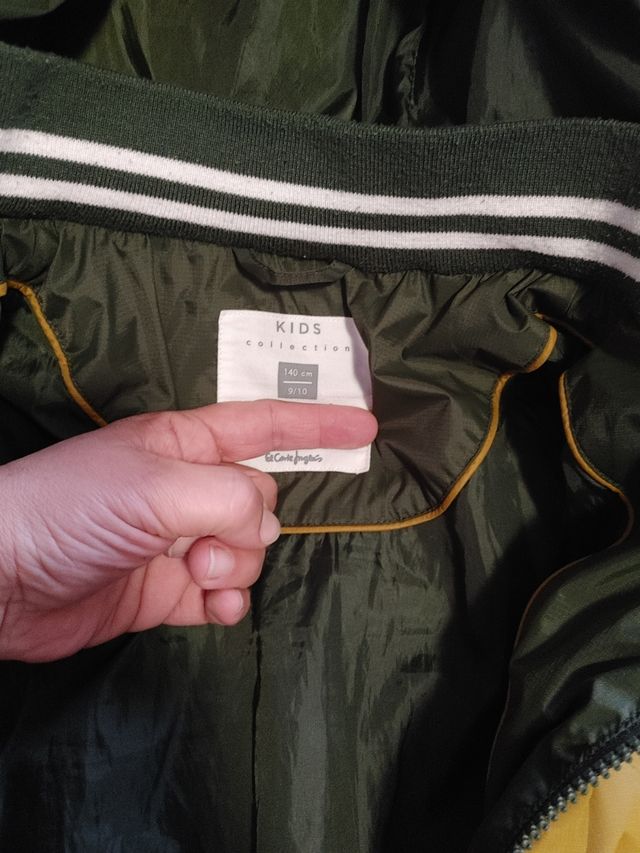 KIDS
collection
140 cm
9/10
El Corte Inglés